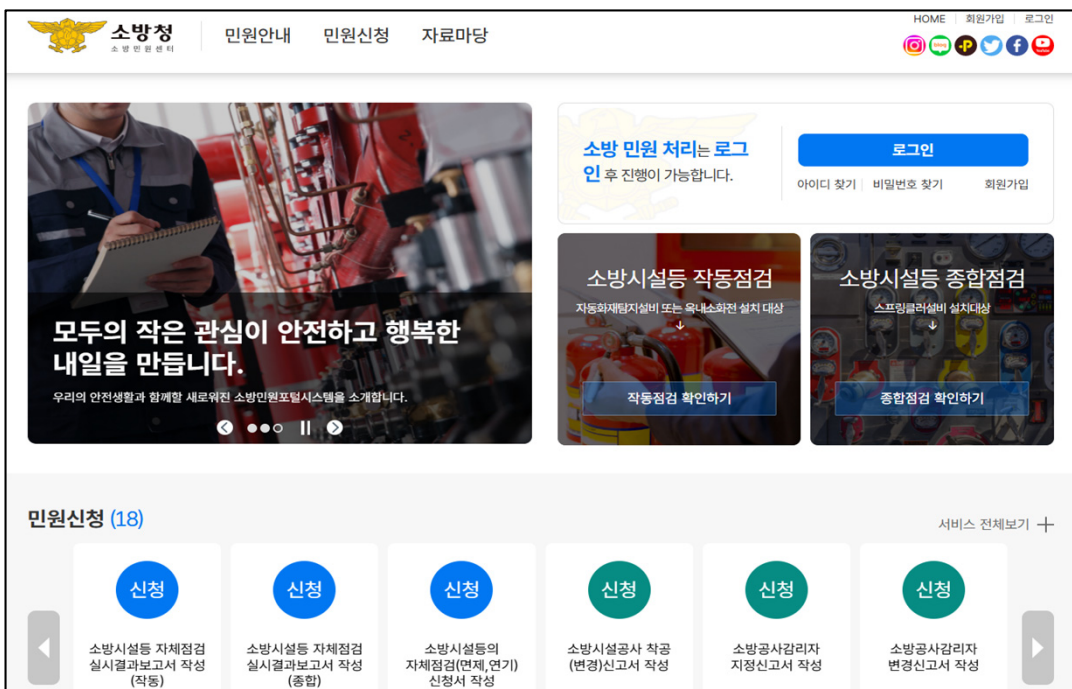 HOME 회원가입 로그인
소방청
소방민원센터
민원안내 민원신청 자료마당
모두의 작은 관심이 안전하고 행복한
내일을 만듭니다.
우리의 안전생활과 함께할 새로워진 소방민원포털시스템을 소개합니다.
소방 민원 처리는 로그
인 후 진행이 가능합니다.
로그인
아이디 찾기 비밀번호 찾기 회원가입
소방시설등 작동점검
자동화재탐지설비 또는 옥내소화전 설치 대상
작동점검 확인하기
소방시설등 종합점검
스프링클러설비 설치대상
종합점검 확인하기
민원신청 (18)
서비스 전체보기
신청
소방시설등 자체점검
실시결과보고서 작성
(작동)
신청
소방시설등 자체점검
실시결과보고서 작성
(종합)
신청
소방시설등의
자체점검(면제,연기)
신청서 작성
신청
소방시설공사 착공
(변경)신고서 작성
신청
소방공사감리자
지정신고서 작성
신청
소방공사감리자
변경신고서 작성